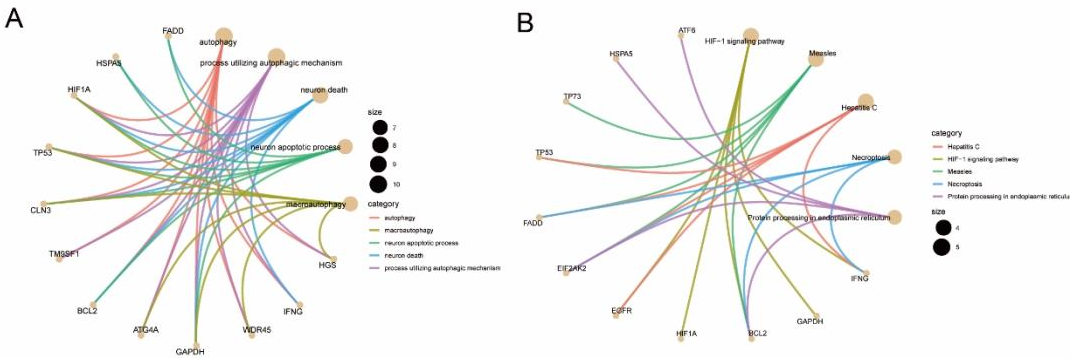 A
FADD
autophagy
HSPA5
process utilizing autophagic mechanism
HIF1A
neuron death
TP53
neuron apoptotic process
CLN3
macroautophagy
TM9SF1
HGS
BCL2
IFNG
ATG4A
WDR45
GAPDH
size
7
8
9
10
category
autophagy
macroautophagy
neuron apoptotic process
neuron death
process utilizing autophagic mechanism
B
ATF6
HIF−1 signaling pathway
HSPA5
Measles
TP73
Hepatitis C
TP53
Necroptosis
FADD
Protein processing in endoplasmic reticulum
EIF2AK2
IFNG
EGFR
GAPDH
HIF1A
BCL2
category
Hepatitis C
HIF−1 signaling pathway
Measles
Necroptosis
Protein processing in endoplasmic reticulu
size
4
5